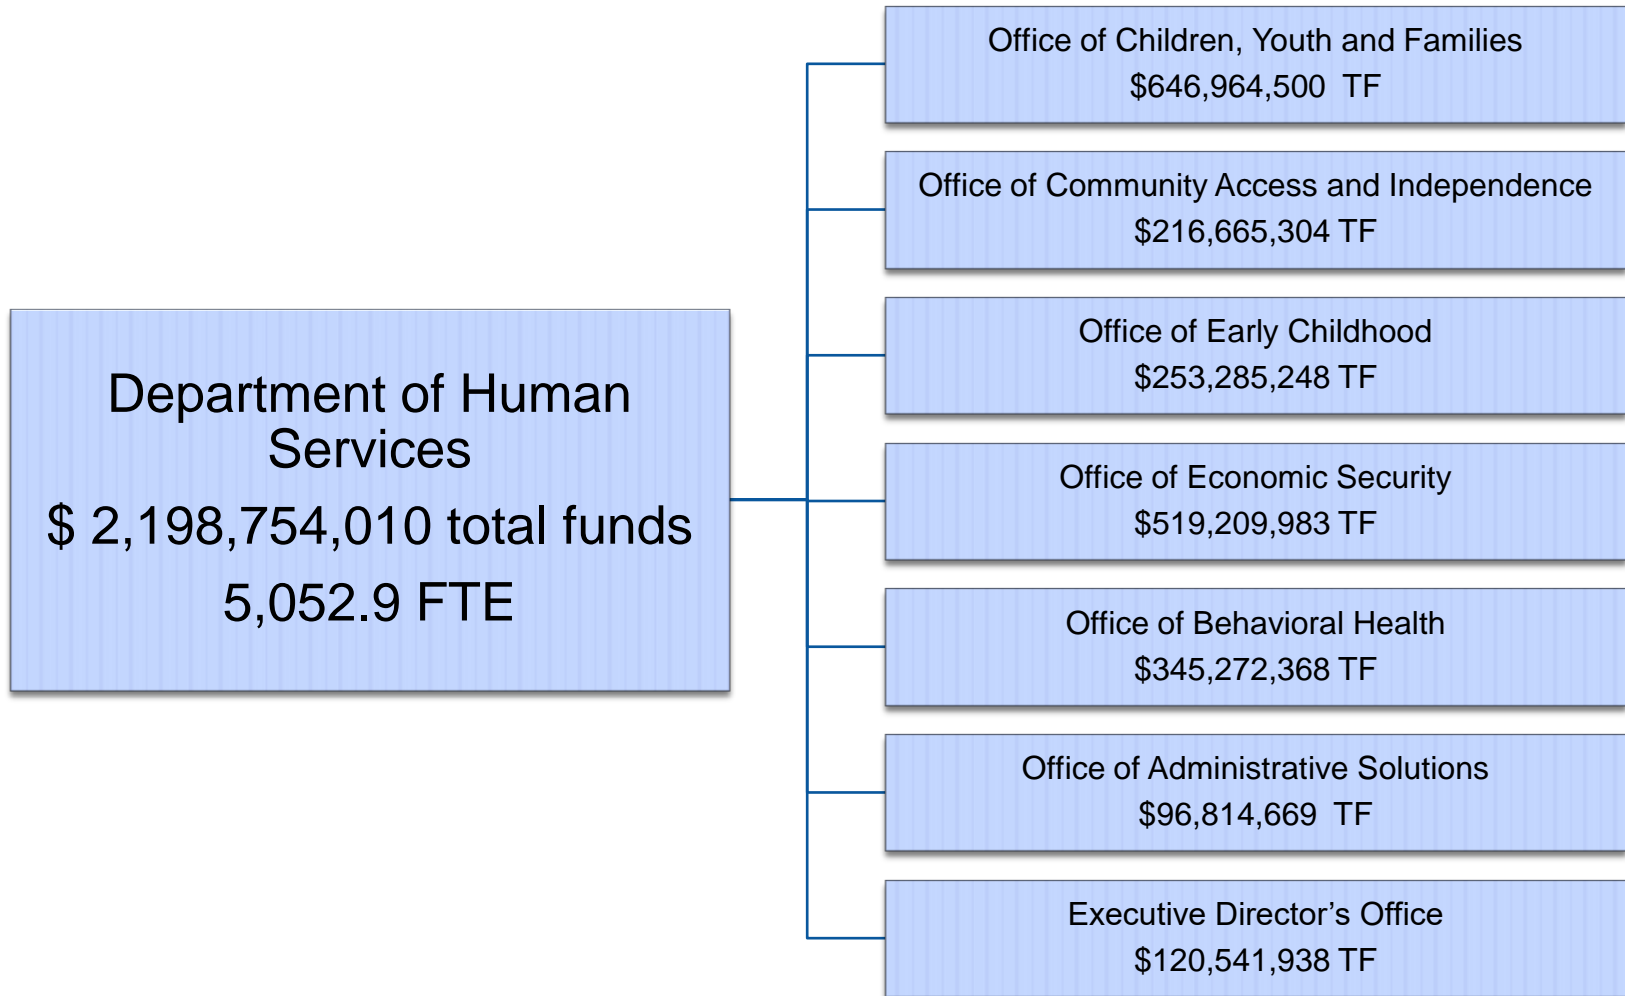 Department of Human
Services
$ 2,198,754,010 total funds
5,052.9 FTE
Office of Children, Youth and Families
$646,964,500 TF
Office of Community Access and Independence
$216,665,304 TF
Office of Early Childhood
$253,285,248 TF
Office of Economic Security
$519,209,983 TF
Office of Behavioral Health
$345,272,368 TF
Office of Administrative Solutions
$96,814,669 TF
Executive Director’s Office
$120,541,938 TF